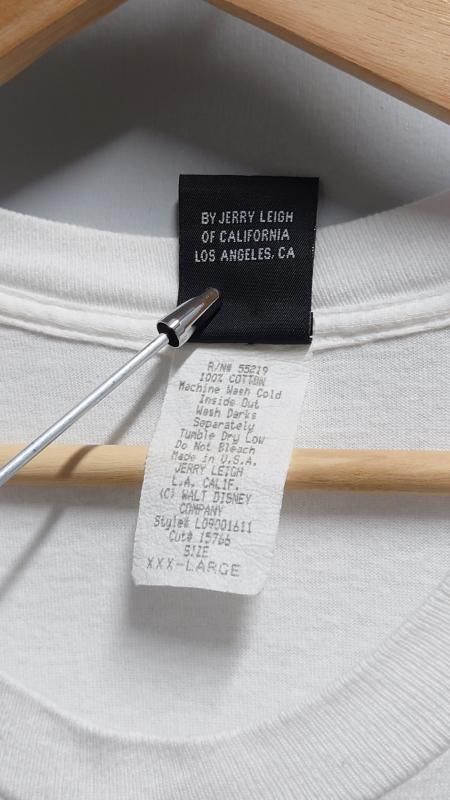 BY JERRY LEIGH
OF CALIFORNIA
LOS ANGELES, CA
R/N# 55219
100% COTTON
Machine Wash Cold
Inside Out
Wash Darks
Separately
Tumble Dry Low
Do Not Bleach
Made in U.S.A.
JERRY LEIGH
L.A. CALIF.
(C) WALT DISNEY
COMPANY
Style# L09001611
Cut# 15766
SIZE
XXX-LARGE